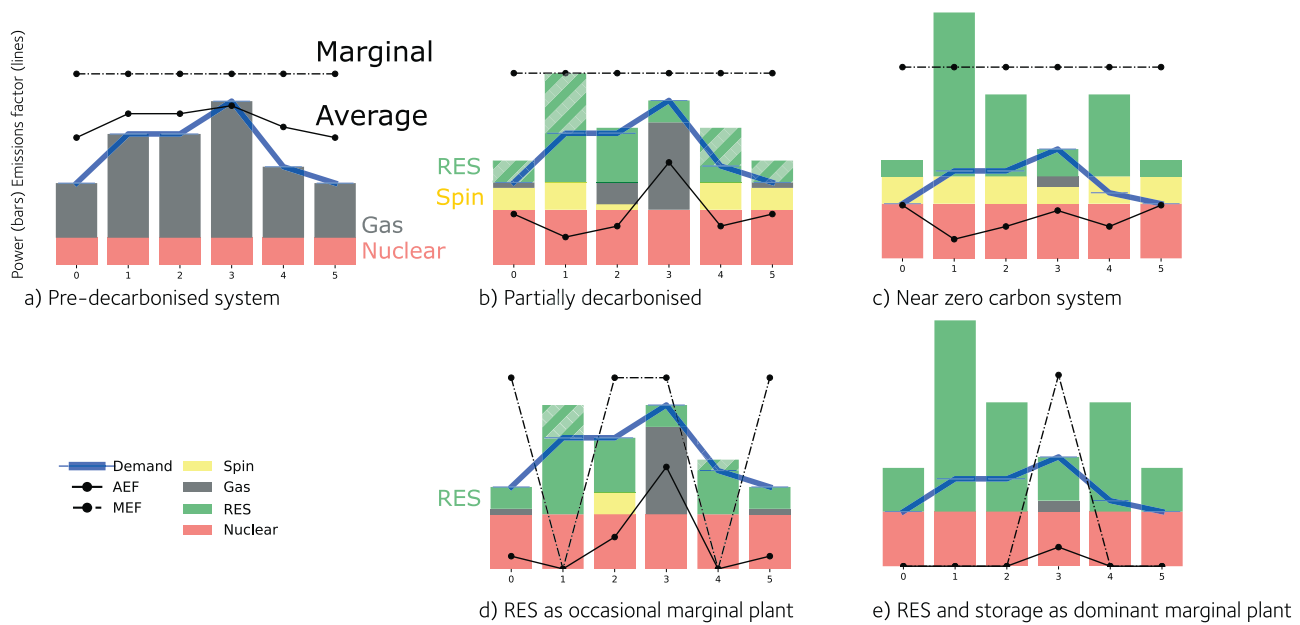 Power (bars) Emissions factor (lines)
Marginal
Average
Gas
Nuclear
0 1 2 3 4 5
a) Pre-decarbonised system
RES
Spin
0 1 2 3 4 5
b) Partially decarbonised
0 1 2 3 4 5
c) Near zero carbon system
Demand
AEF
MEF
Spin
Gas
RES
Nuclear
RES
0 1 2 3 4 5
d) RES as occasional marginal plant
0 1 2 3 4 5
e) RES and storage as dominant marginal plant